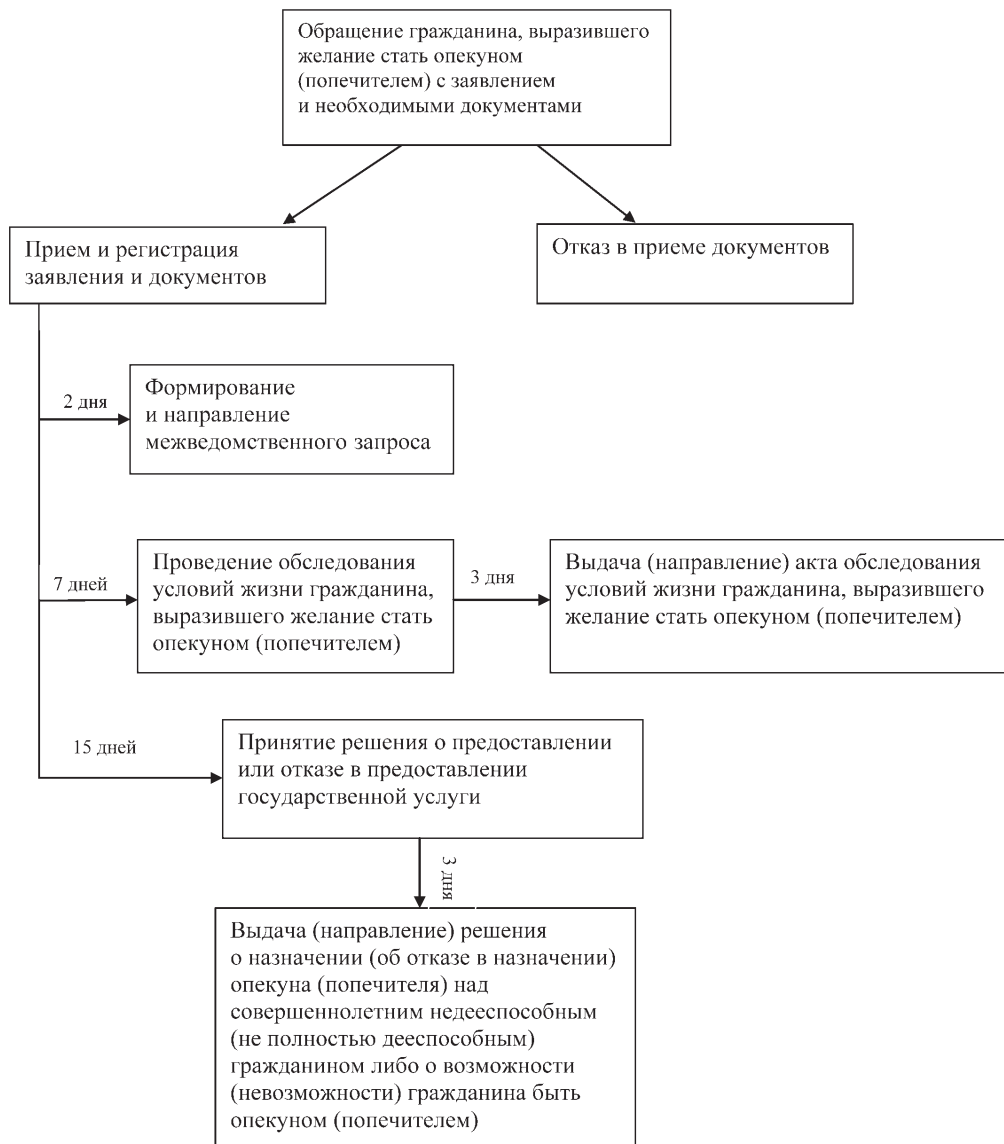 Обращение гражданина, выразившего
желание стать опекуном
(попечителем) с заявлением
и необходимыми документами
Прием и регистрация
заявления и документов
Отказ в приеме документов
2 дня
Формирование
и направление
межведомственного запроса
7 дней
Проведение обследования
условий жизни гражданина,
выразившего желание стать
опекуном (попечителем)
3 дня
Выдача (направление) акта обследования
условий жизни гражданина, выразившего
желание стать опекуном (попечителем)
15 дней
Принятие решения о предоставлении
или отказе в предоставлении
государственной услуги
3 дня
Выдача (направление) решения
о назначении (об отказе в назначении)
опекуна (попечителя) над
совершеннолетним недееспособным
(не полностью дееспособным)
гражданином либо о возможности
(невозможности) гражданина быть
опекуном (попечителем)